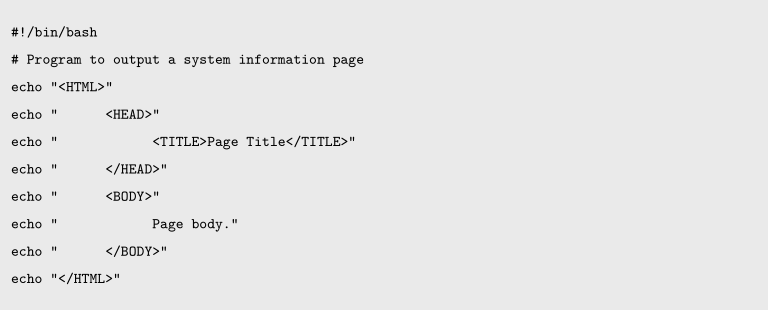 #!/bin/bash
# Program to output a system information page
echo "<HTML>"
echo "      <HEAD>"
echo "            <TITLE>Page Title</TITLE>"
echo "      </HEAD>"
echo "      <BODY>"
echo "            Page body."
echo "      </BODY>"
echo "</HTML>"